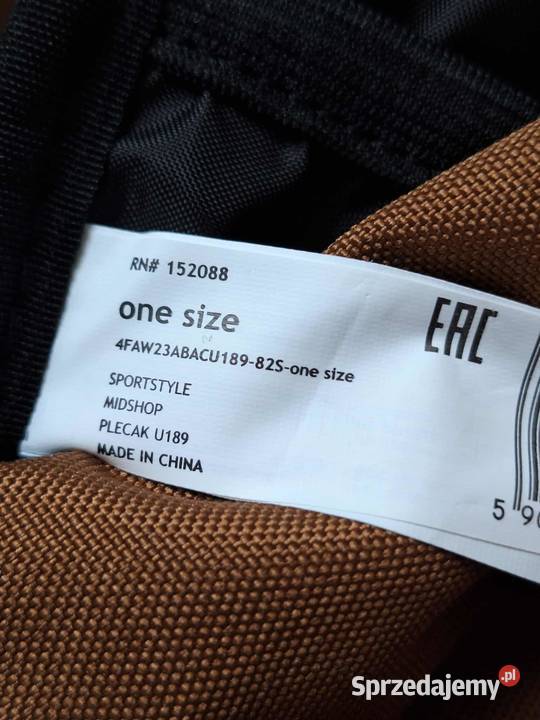 RN# 152088
one size
EAC
4FAW23ABACU189-82S-one size
SPORTSTYLE
MIDSHOP
PLECAK U189
MADE IN CHINA
5 90
Sprzedajemy.pl